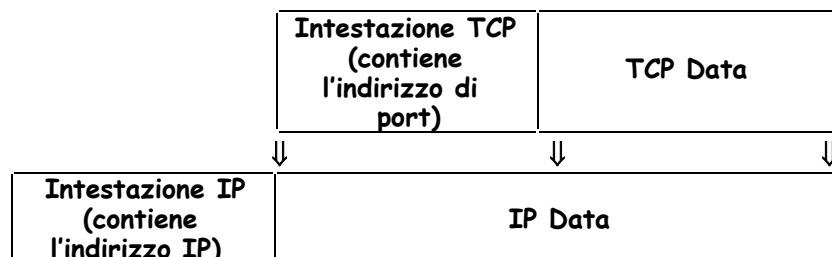 Intestazione TCP
(contiene
l'indirizzo di
port)
TCP Data
⇓ ⇓ ⇓
Intestazione IP
(contiene
l'indirizzo IP)
IP Data